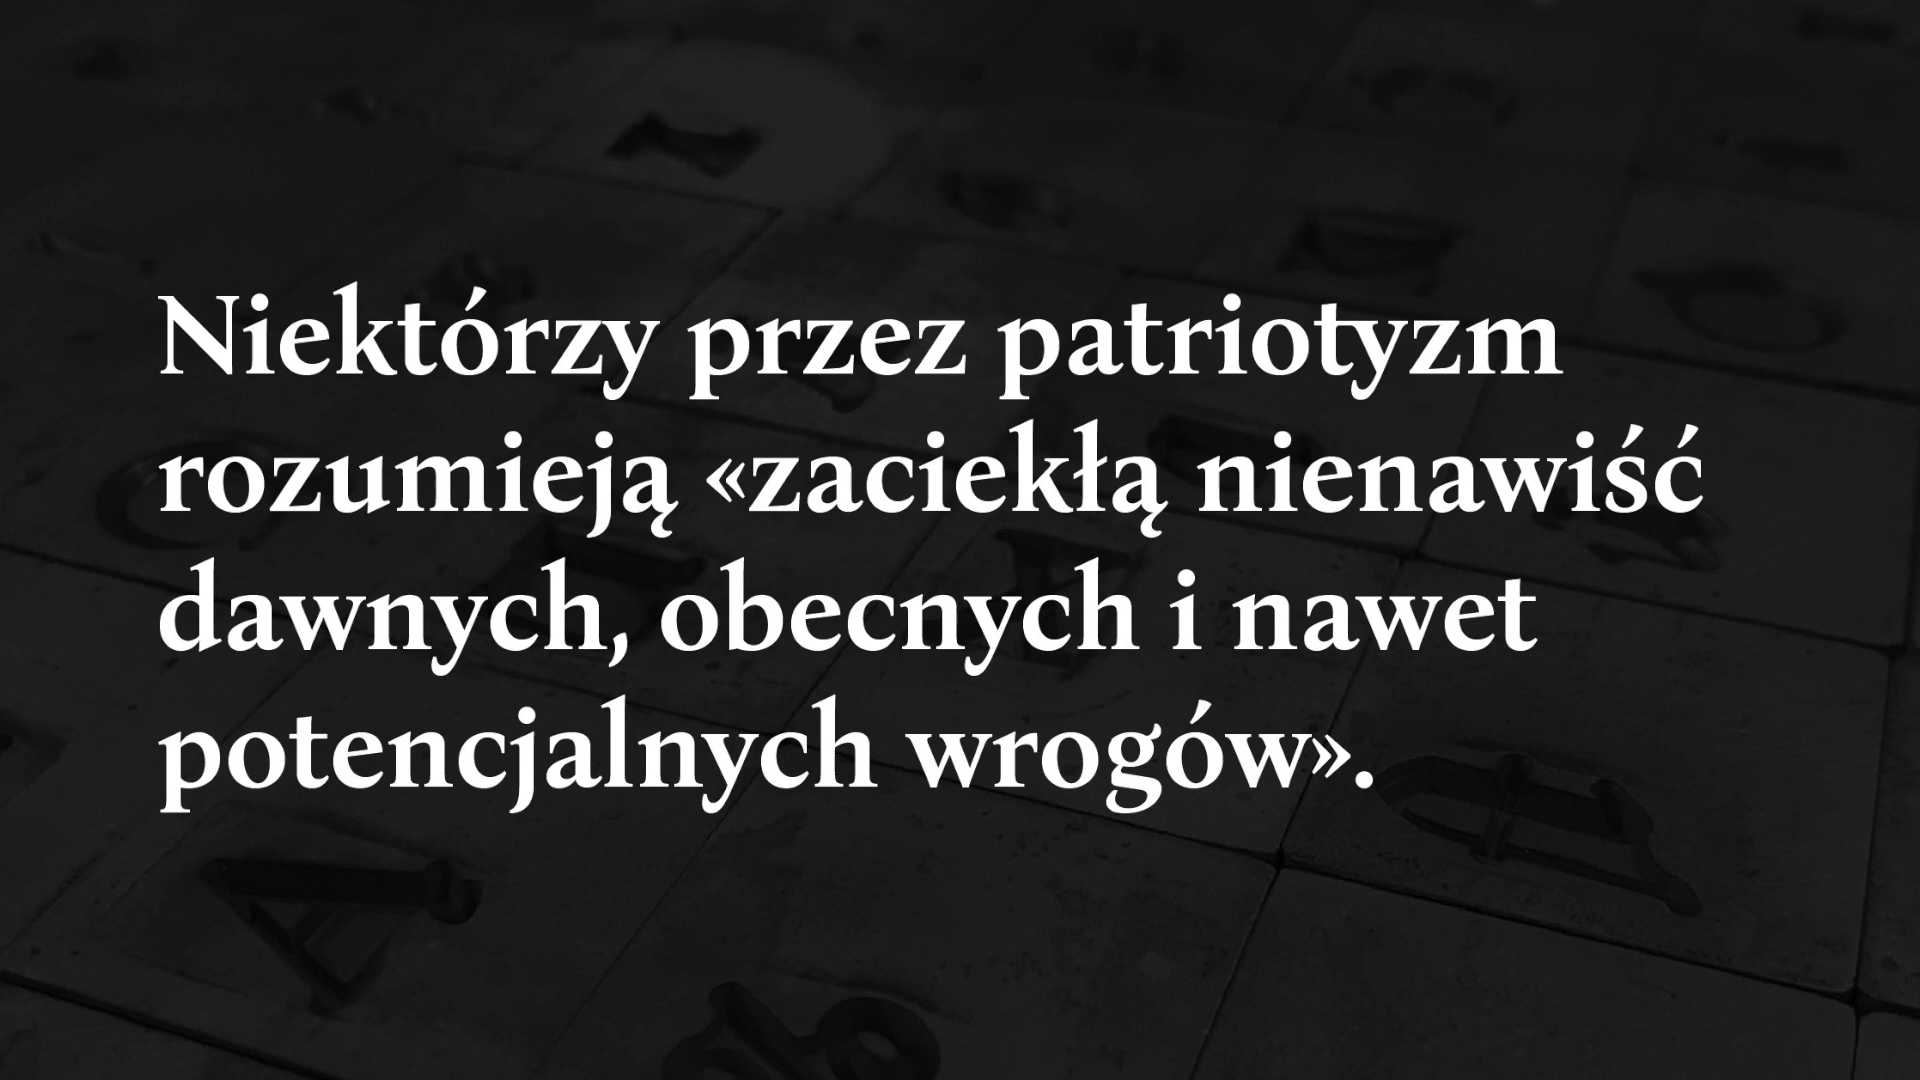 Niektórzy przez patriotyzm
rozumieją «zaciekłą nienawiść
dawnych, obecnych i nawet
potencjalnych wrogów».